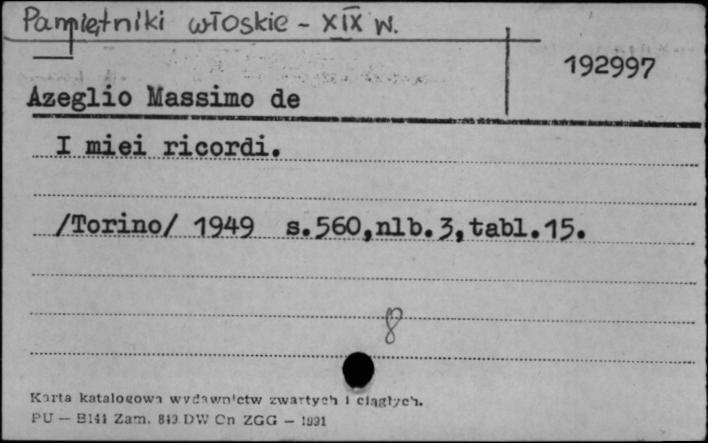 Pamiętniki włoskie - XIX w.
192997
Azeglio Massimo de
I miei ricordi.
/Torino/ 1949 s.560,nlb.3,tabl.15.
8
Karta katalogowa wydawnictw zwartych i ciągłych.
PU — B141 Zam. 849 DW Cn ZGG — 1991